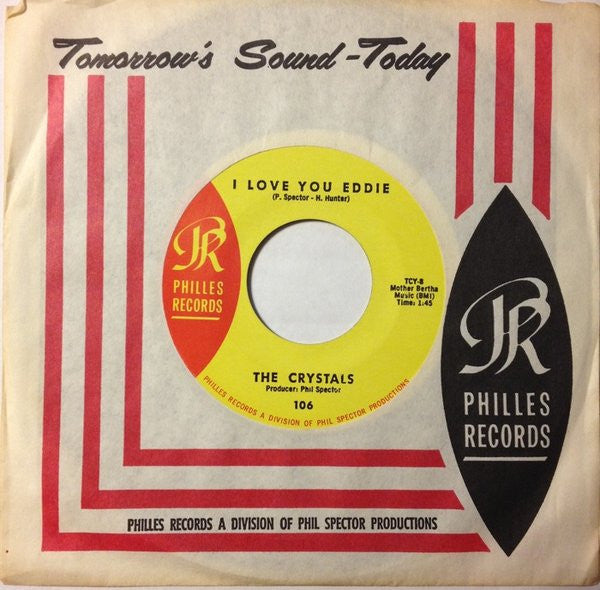 Tomorrow's Sound-Today
I LOVE YOU EDDIE
(P. Spector - H. Hunter)
PR
PHILLES
RECORDS
TCY-8
Mother Bertha
Music (BMI)
Time: 1:45
THE CRYSTALS
Producer: Phil Spector
106
PHILLES RECORDS A DIVISION OF PHIL SPECTOR PRODUCTIONS
PR
PHILLES
RECORDS
PHILLES RECORDS A DIVISION OF PHIL SPECTOR PRODUCTIONS